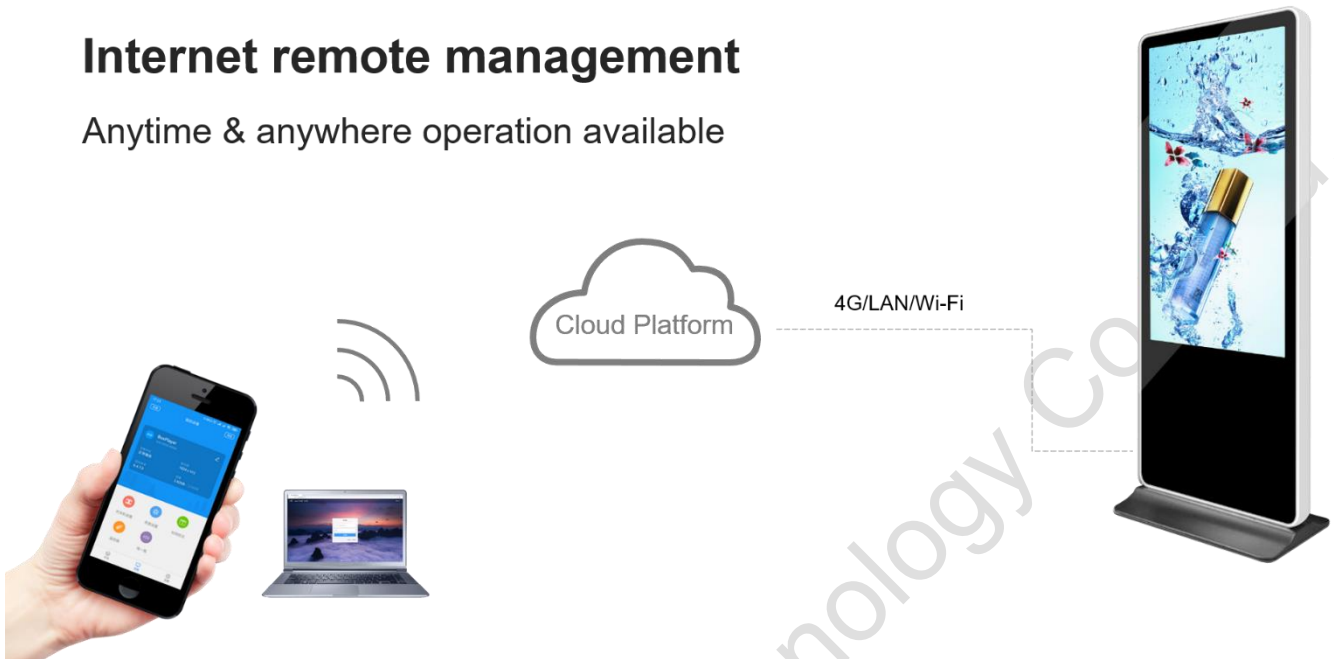 Internet remote management
Anytime & anywhere operation available
Cloud Platform
4G/LAN/Wi-Fi